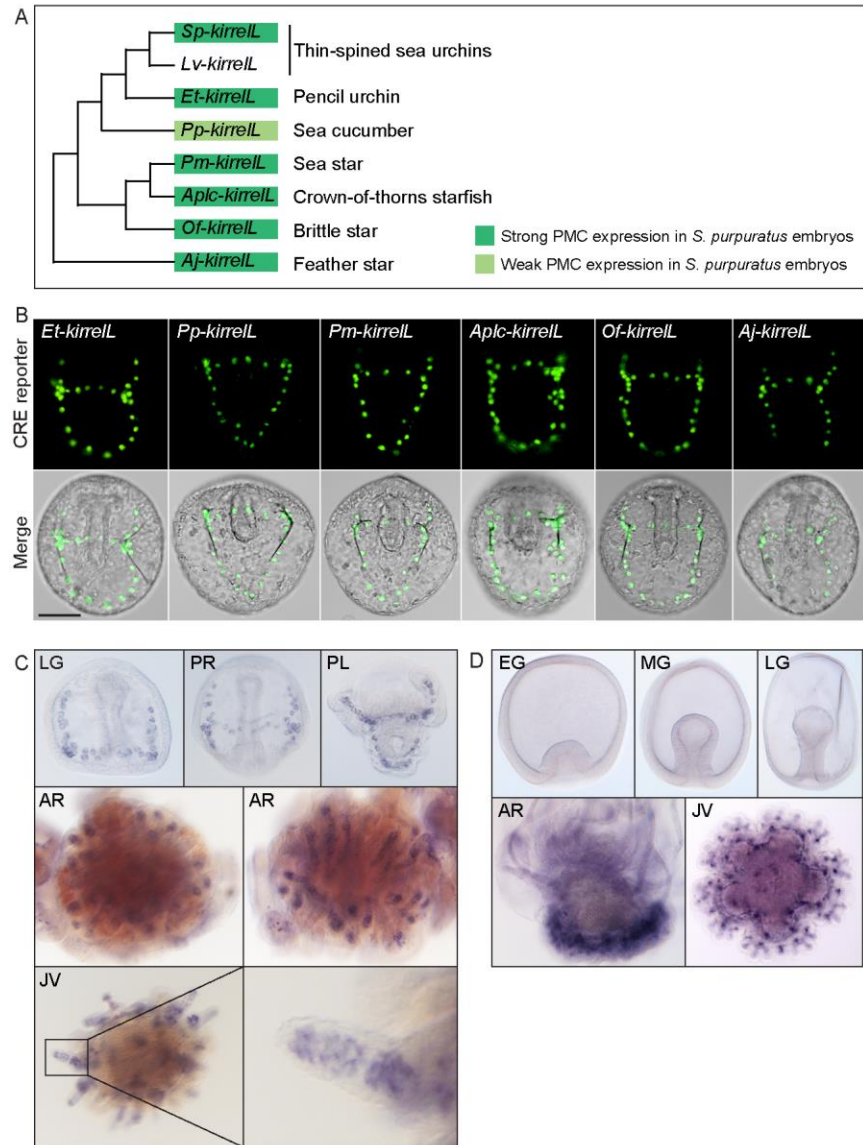 A
Sp-kirrelL
Thin-spined sea urchins
Lv-kirrelL
Et-kirrelL Pencil urchin
Pp-kirrelL Sea cucumber
Pm-kirrelL Sea star
Aplc-kirrelL Crown-of-thorns starfish
Of-kirrelL Brittle star
Aj-kirrelL Feather star
Strong PMC expression in S. purpuratus embryos
Weak PMC expression in S. purpuratus embryos
B
Et-kirrelL Pp-kirrelL Pm-kirrelL Aplc-kirrelL Of-kirrelL Aj-kirrelL
CRE reporter
Merge
C
LG PR PL
AR AR
JV
D
EG MG LG
AR JV